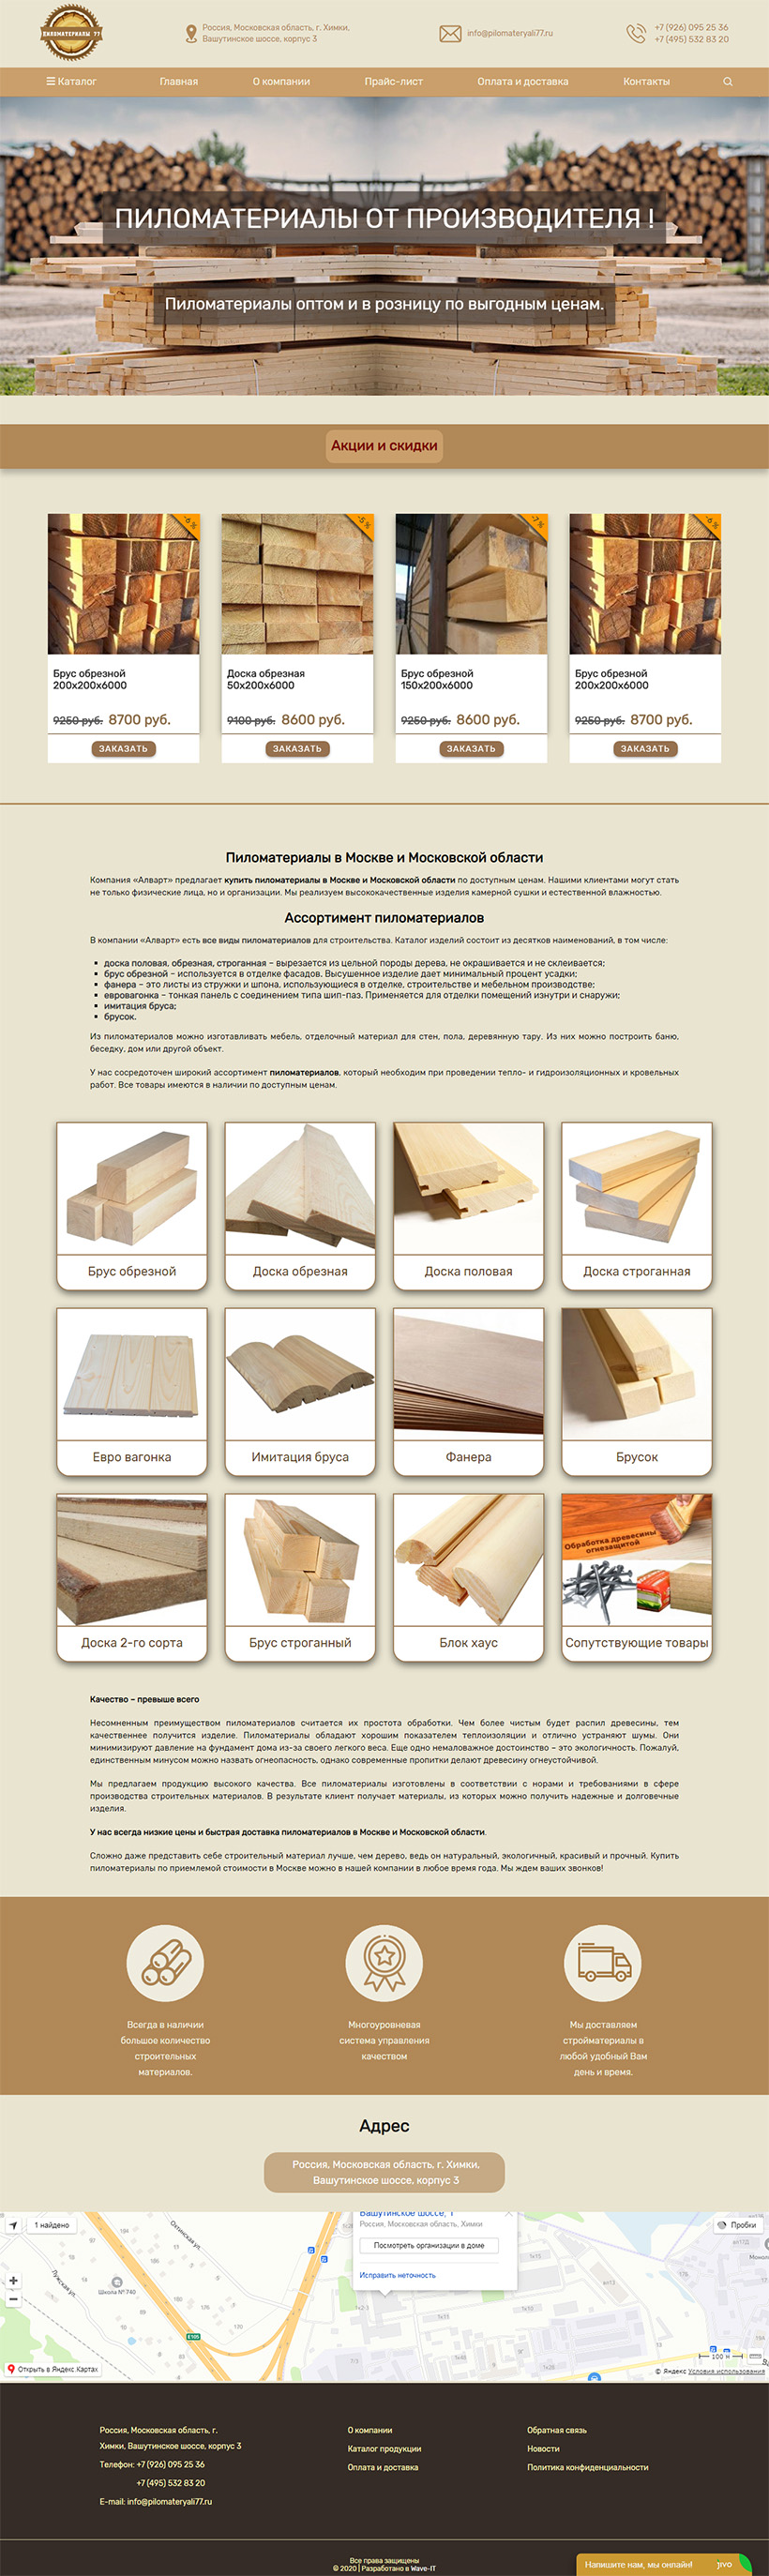 ПИЛОМАТЕРИАЛЫ 77
Россия, Московская область, г. Химки,
Вашутинское шоссе, корпус 3
info@pilomateryali77.ru
+7 (926) 095 25 36
+7 (495) 532 83 20
Каталог
Главная
О компании
Прайс-лист
Оплата и доставка
Контакты
ПИЛОМАТЕРИАЛЫ ОТ ПРОИЗВОДИТЕЛЯ !
Пиломатериалы оптом и в розницу по выгодным ценам.
Акции и скидки
-6 %
-5 %
-7 %
-6 %
Брус обрезной
200х200х6000
9250 руб. 8700 руб.
ЗАКАЗАТЬ
Доска обрезная
50х200х6000
9100 руб. 8600 руб.
ЗАКАЗАТЬ
Брус обрезной
150х200х6000
9250 руб. 8600 руб.
ЗАКАЗАТЬ
Брус обрезной
200х200х6000
9250 руб. 8700 руб.
ЗАКАЗАТЬ
Пиломатериалы в Москве и Московской области
Компания «Алварт» предлагает купить пиломатериалы в Москве и Московской области по доступным ценам. Нашими клиентами могут стать
не только физические лица, но и организации. Мы реализуем высококачественные изделия камерной сушки и естественной влажностью.
Ассортимент пиломатериалов
В компании «Алварт» есть все виды пиломатериалов для строительства. Каталог изделий состоит из десятков наименований, в том числе:
доска половая, обрезная, строганная – вырезается из цельной породы дерева, не окрашивается и не склеивается;
брус обрезной – используется в отделке фасадов. Высушенное изделие дает минимальный процент усадки;
фанера – это листы из стружки и шпона, использующиеся в отделке, строительстве и мебельном производстве;
евровагонка – тонкая панель с соединением типа шип-паз. Применяется для отделки помещений изнутри и снаружи;
имитация бруса;
брусок.
Из пиломатериалов можно изготавливать мебель, отделочный материал для стен, пола, деревянную тару. Из них можно построить баню,
беседку, дом или другой объект.
У нас сосредоточен широкий ассортимент пиломатериалов, который необходим при проведении тепло- и гидроизоляционных и кровельных
работ. Все товары имеются в наличии по доступным ценам.
Брус обрезной
Доска обрезная
Доска половая
Доска строганная
Евро вагонка
Имитация бруса
Фанера
Брусок
Обработка древесины
огнезащитой
Доска 2-го сорта
Брус строганный
Блок хаус
Сопутствующие товары
Качество – превыше всего
Несомненным преимуществом пиломатериалов считается их простота обработки. Чем более чистым будет распил древесины, тем
качественнее получится изделие. Пиломатериалы обладают хорошим показателем теплоизоляции и отлично устраняют шумы. Они
минимизируют давление на фундамент дома из-за своего легкого веса. Еще одно немаловажное достоинство – это экологичность. Пожалуй,
единственным минусом можно назвать огнеопасность, однако современные пропитки делают древесину огнеустойчивой.
Мы предлагаем продукцию высокого качества. Все пиломатериалы изготовлены в соответствии с нормами и требованиями в сфере
производства строительных материалов. В результате клиент получает материалы, из которых можно получить надежные и долговечные
изделия.
У нас всегда низкие цены и быстрая доставка пиломатериалов в Москве и Московской области.
Сложно даже представить себе строительный материал лучше, чем дерево, ведь он натуральный, экологичный, красивый и прочный. Купить
пиломатериалы по приемлемой стоимости в Москве можно в нашей компании в любое время года. Мы ждем ваших звонков!
Всегда в наличии
большое количество
строительных
материалов.
Многоуровневая
система управления
качеством
Мы доставляем
стройматериалы в
любой удобный Вам
день и время.
Адрес
Россия, Московская область, г. Химки,
Вашутинское шоссе, корпус 3
1 найдено
Вашутинское шоссе, 1
Россия, Московская область, Химки
Посмотреть организации в доме
Исправить неточность
Пробки
Охтинская ул.
Лужская ул.
Школа № 740
Е105
100 м
Открыть в Яндекс.Картах
© Яндекс Условия использования
Россия, Московская область, г.
Химки, Вашутинское шоссе, корпус 3
Телефон: +7 (926) 095 25 36
+7 (495) 532 83 20
E-mail: info@pilomateryali77.ru
О компании
Каталог продукции
Оплата и доставка
Обратная связь
Новости
Политика конфиденциальности
Все права защищены
© 2020 | Разработано в Wave-IT
Напишите нам, мы онлайн!
jivo